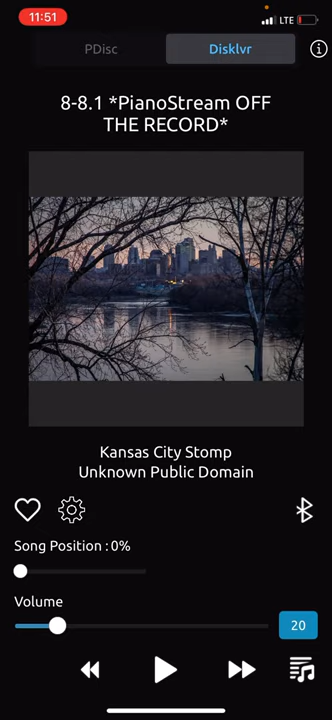 11:51
LTE
PDisc
Disklvr
8-8.1 *PianoStream OFF
THE RECORD*
Kansas City Stomp
Unknown Public Domain
Song Position : 0%
Volume
20